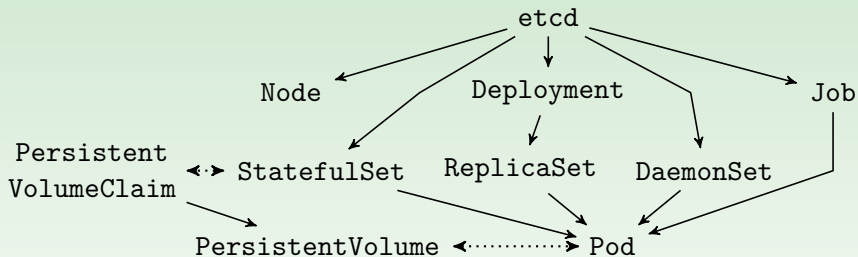 etcd
Node
Deployment
Job
Persistent
VolumeClaim
StatefulSet
ReplicaSet
DaemonSet
PersistentVolume
Pod